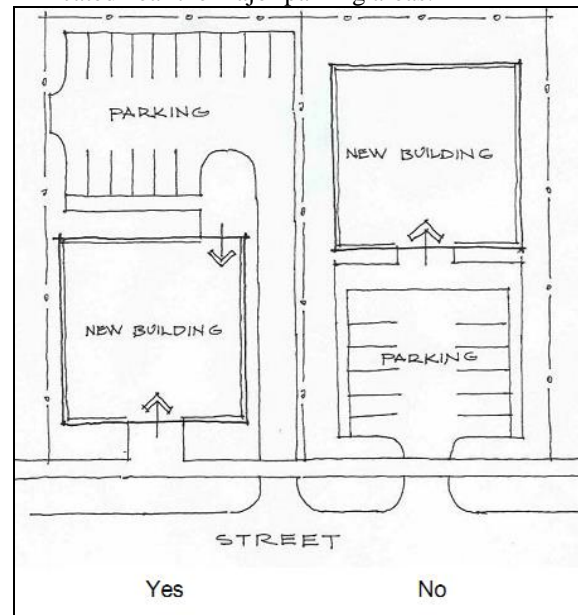 PARKING
NEW BUILDING
NEW BUILDING
PARKING
STREET
Yes
No